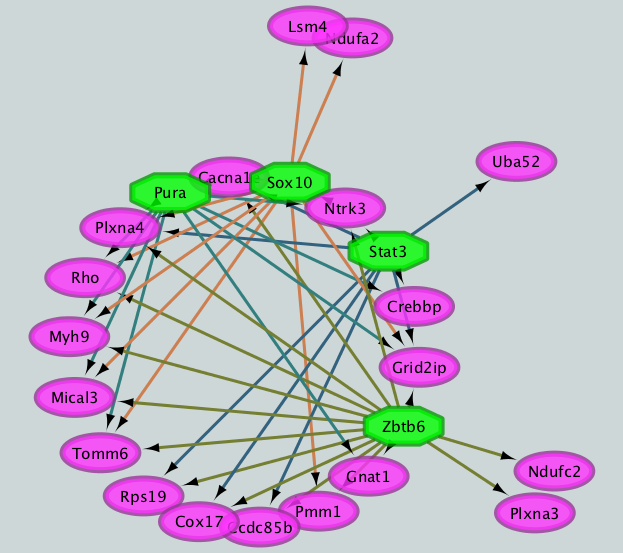 Lsm4
Ndufa2
Uba52
Cacna1e
Sox10
Pura
Ntrk3
Plxna4
Stat3
Rho
Crebbp
Myh9
Grid2ip
Mical3
Zbtb6
Tomm6
Ndufc2
Gnat1
Rps19
Pmm1
Plxna3
Cox17
Ccdc85b